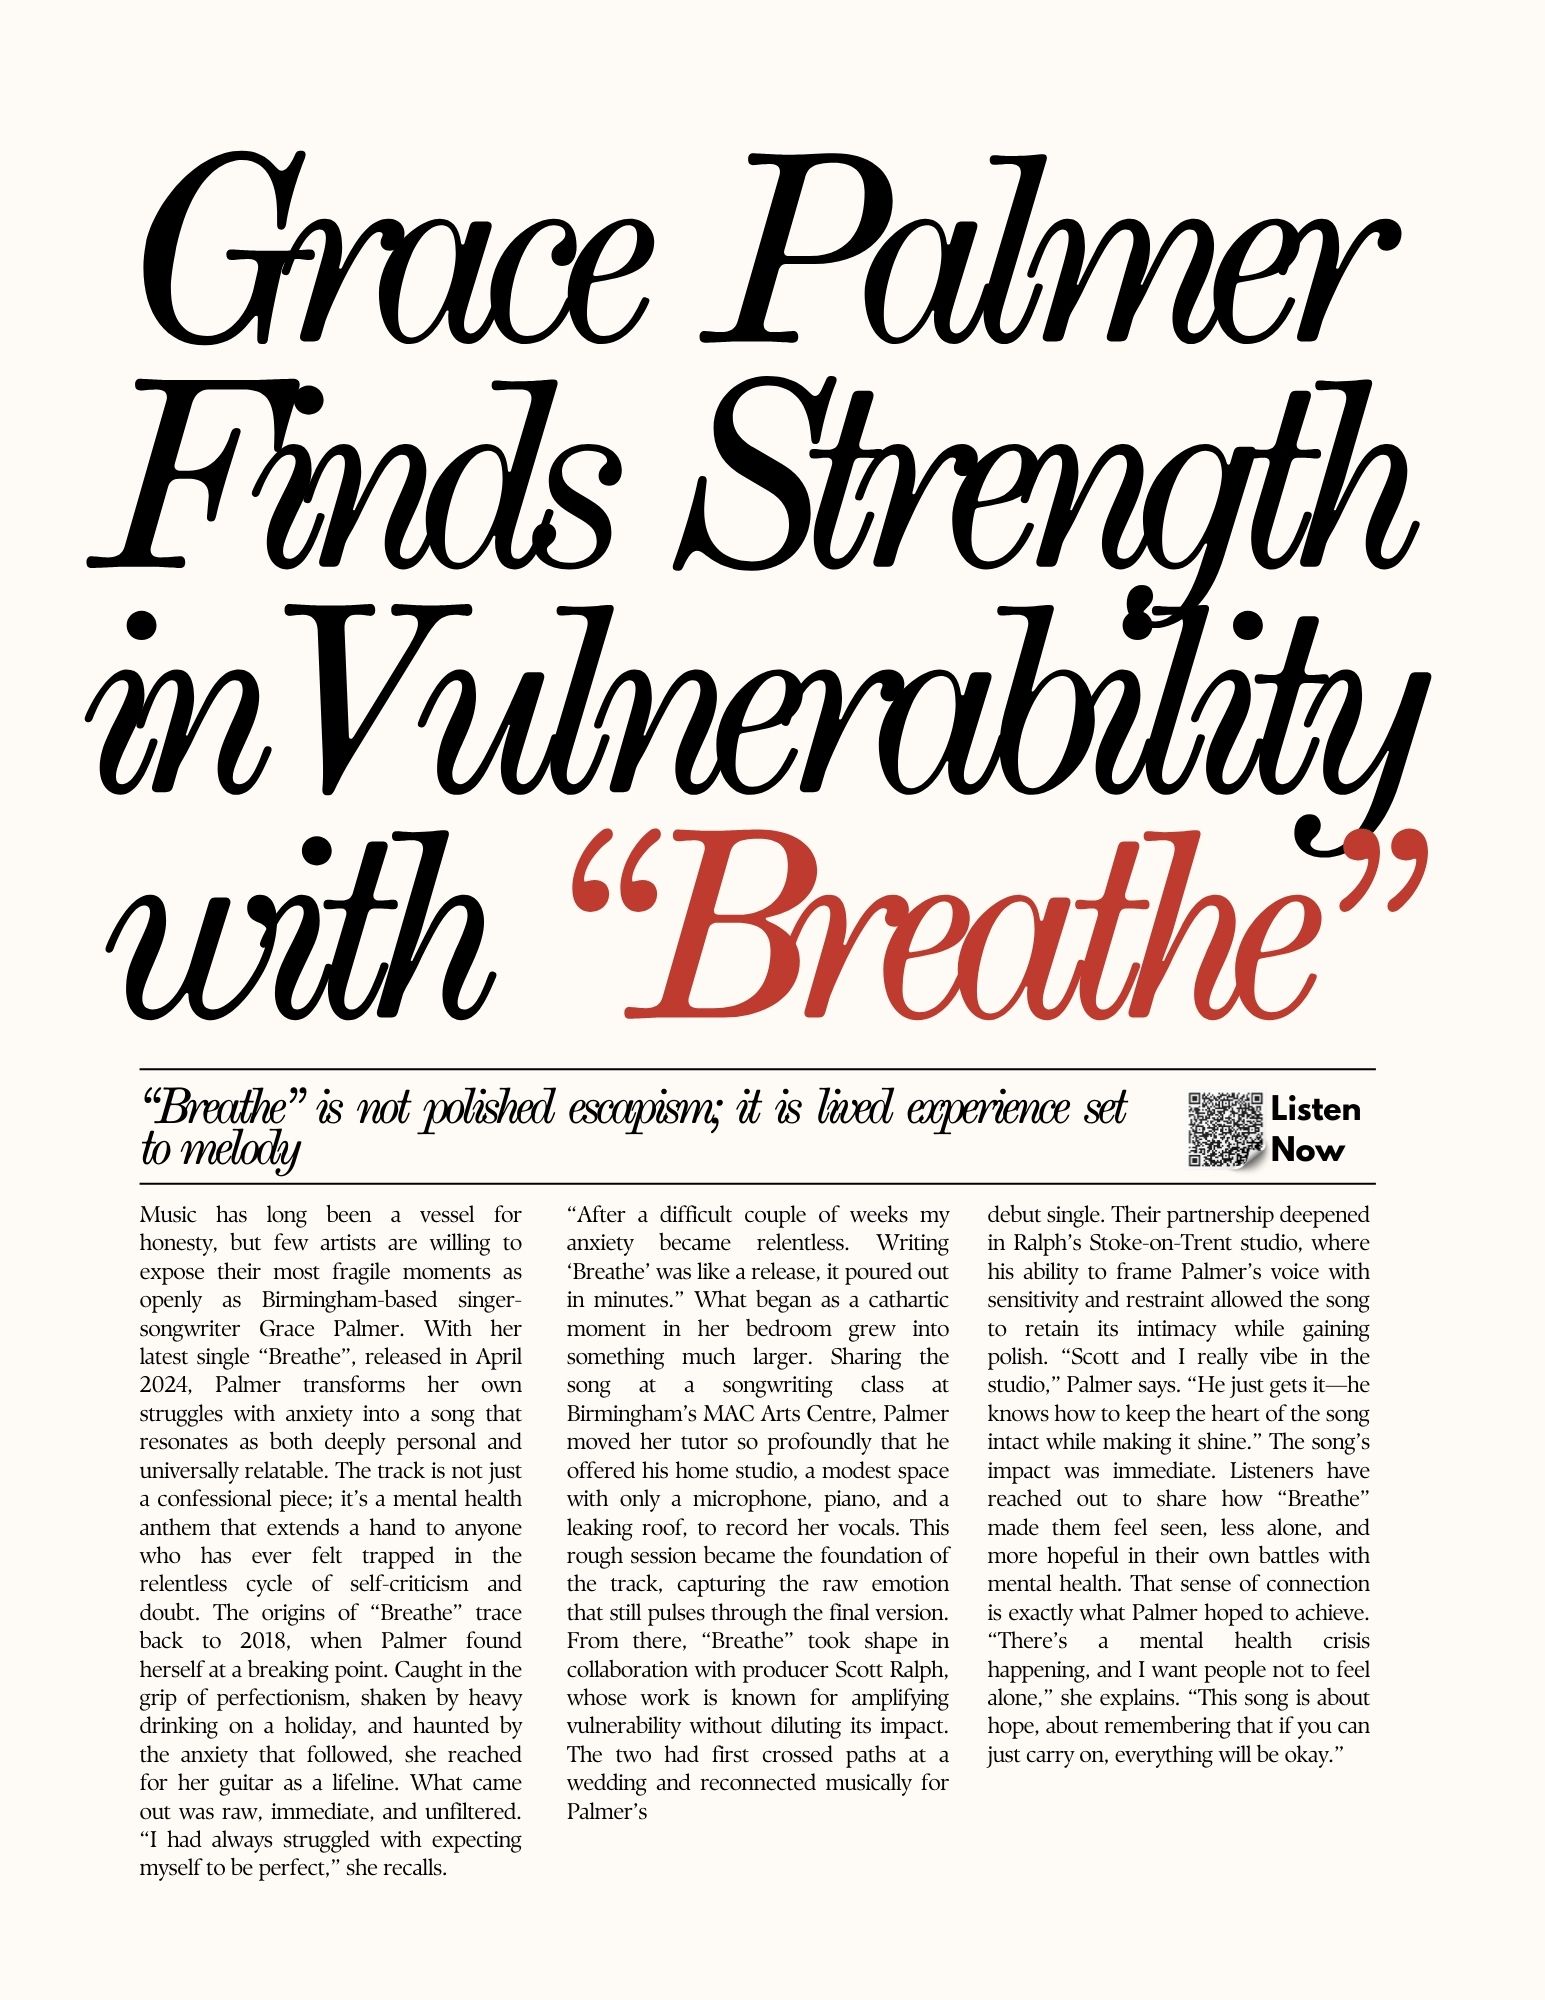 Grace Palmer
Finds Strength
in Vulnerability
with “Breathe”
“Breathe” is not polished escapism; it is lived experience set
to melody
Listen
Now
Music has long been a vessel for
honesty, but few artists are willing to
expose their most fragile moments as
openly as Birmingham-based singer-
songwriter Grace Palmer. With her
latest single “Breathe”, released in April
2024, Palmer transforms her own
struggles with anxiety into a song that
resonates as both deeply personal and
universally relatable. The track is not just
a confessional piece; it’s a mental health
anthem that extends a hand to anyone
who has ever felt trapped in the
relentless cycle of self-criticism and
doubt. The origins of “Breathe” trace
back to 2018, when Palmer found
herself at a breaking point. Caught in the
grip of perfectionism, shaken by heavy
drinking on a holiday, and haunted by
the anxiety that followed, she reached
for her guitar as a lifeline. What came
out was raw, immediate, and unfiltered.
“I had always struggled with expecting
myself to be perfect,” she recalls.
“After a difficult couple of weeks my
anxiety became relentless. Writing
‘Breathe’ was like a release, it poured out
in minutes.” What began as a cathartic
moment in her bedroom grew into
something much larger. Sharing the
song at a songwriting class at
Birmingham’s MAC Arts Centre, Palmer
moved her tutor so profoundly that he
offered his home studio, a modest space
with only a microphone, piano, and a
leaking roof, to record her vocals. This
rough session became the foundation of
the track, capturing the raw emotion
that still pulses through the final version.
From there, “Breathe” took shape in
collaboration with producer Scott Ralph,
whose work is known for amplifying
vulnerability without diluting its impact.
The two had first crossed paths at a
wedding and reconnected musically for
Palmer’s
debut single. Their partnership deepened
in Ralph’s Stoke-on-Trent studio, where
his ability to frame Palmer’s voice with
sensitivity and restraint allowed the song
to retain its intimacy while gaining
polish. “Scott and I really vibe in the
studio,” Palmer says. “He just gets it—he
knows how to keep the heart of the song
intact while making it shine.” The song’s
impact was immediate. Listeners have
reached out to share how “Breathe”
made them feel seen, less alone, and
more hopeful in their own battles with
mental health. That sense of connection
is exactly what Palmer hoped to achieve.
“There’s a mental health crisis
happening, and I want people not to feel
alone,” she explains. “This song is about
hope, about remembering that if you can
just carry on, everything will be okay.”